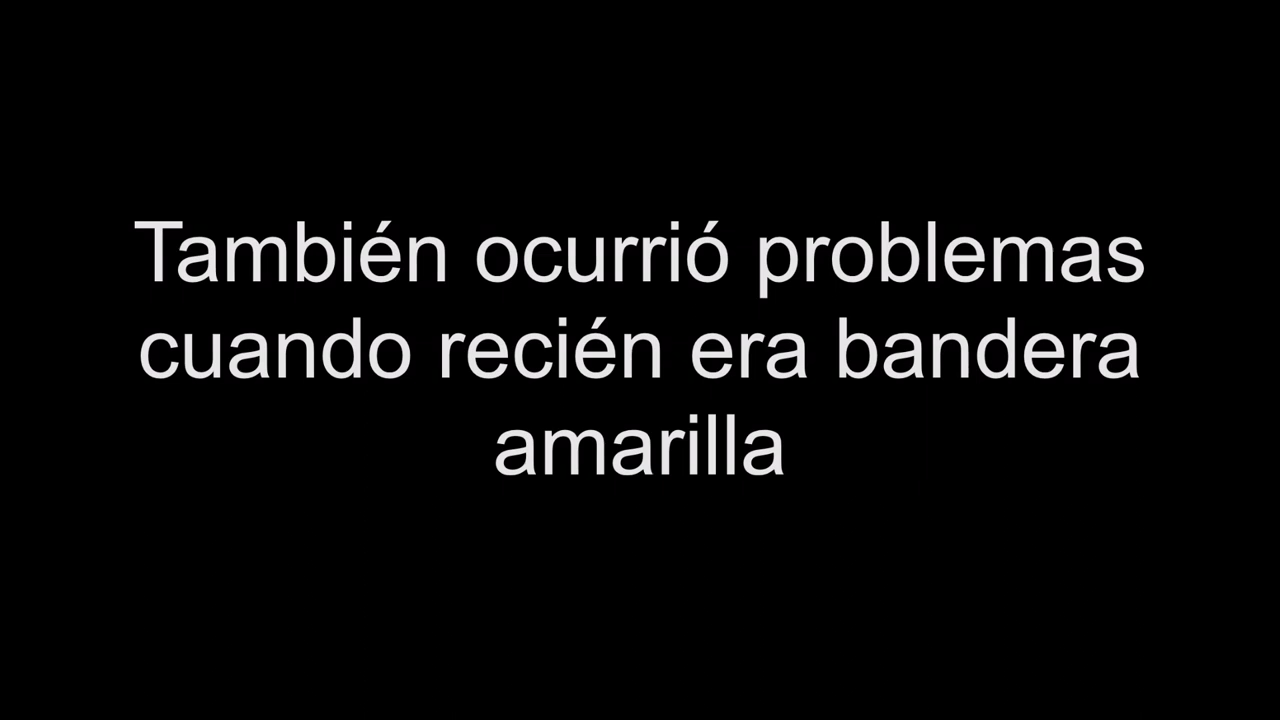 También ocurrió problemas
cuando recién era bandera
amarilla